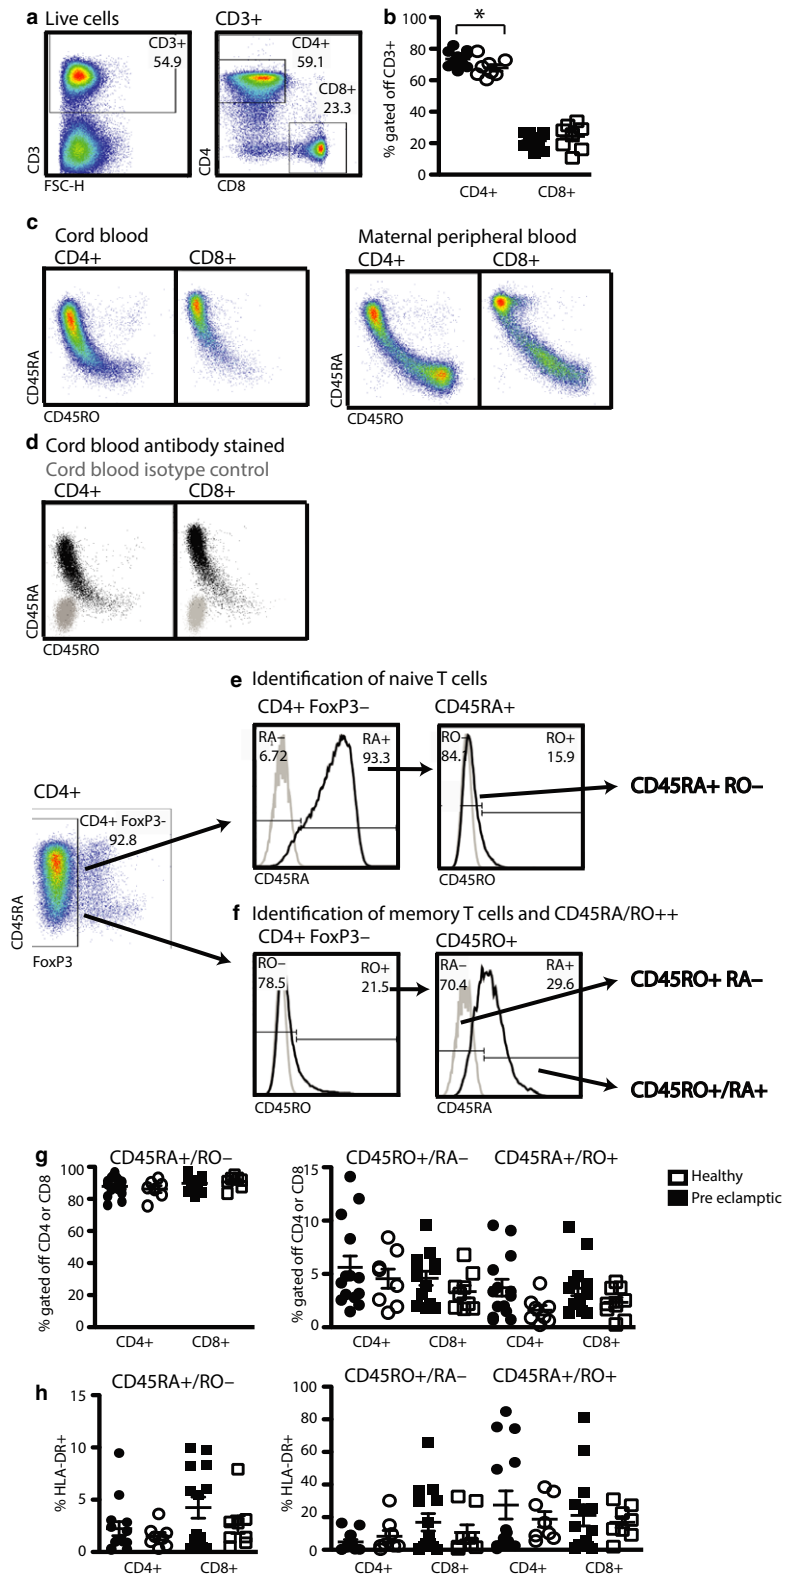 a Live cells
CD3+
CD3+
54.9
CD4+
59.1
CD8+
23.3
CD3
FSC-H
CD4
CD8
b
*
% gated off CD3+
100
80
60
40
20
0
CD4+ CD8+
c
Cord blood
CD4+ CD8+
Maternal peripheral blood
CD4+ CD8+
CD45RA
CD45RO
CD45RA
CD45RO
d Cord blood antibody stained
Cord blood isotype control
CD4+ CD8+
CD45RA
CD45RO
e Identification of naive T cells
CD4+ FoxP3–
CD45RA+
RA–
6.72
RA+
93.3
RO–
84.1
RO+
15.9
CD45RA+ RO–
CD45RA
CD45RO
CD4+
CD4+ FoxP3-
92.8
CD45RA
FoxP3
f Identification of memory T cells and CD45RA/RO++
CD4+ FoxP3–
CD45RO+
RO–
78.5
RO+
21.5
RA–
70.4
RA+
29.6
CD45RO+ RA–
CD45RO+/RA+
CD45RO
CD45RA
g
CD45RA+/RO–
% gated off CD4 or CD8
100
80
60
40
20
0
CD4+ CD8+
CD45RO+/RA– CD45RA+/RO+
% gated off CD4 or CD8
15
10
5
0
CD4+ CD8+ CD4+ CD8+
Healthy
Pre eclamptic
h
CD45RA+/RO–
% HLA-DR+
15
10
5
0
CD4+ CD8+
CD45RO+/RA– CD45RA+/RO+
% HLA-DR+
100
80
60
40
20
0
CD4+ CD8+ CD4+ CD8+